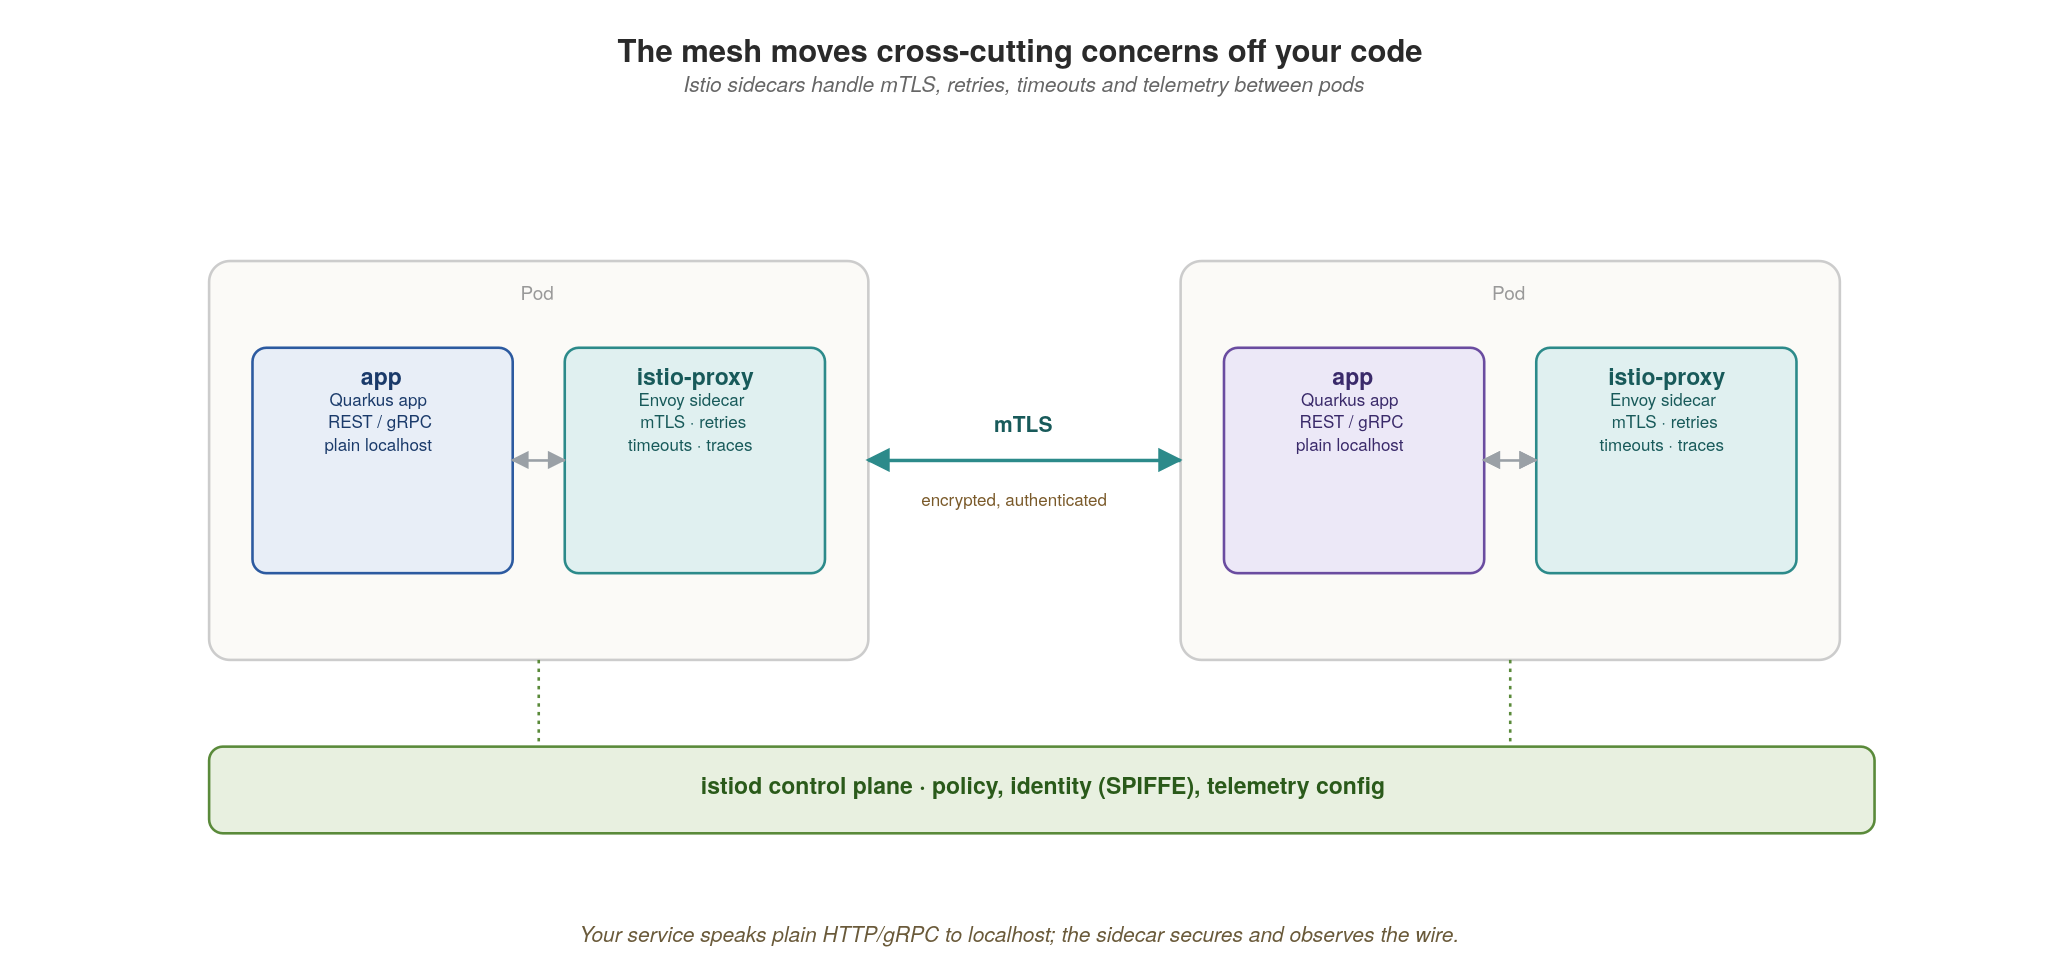 The mesh moves cross-cutting concerns off your code
Istio sidecars handle mTLS, retries, timeouts and telemetry between pods
Pod
app
Quarkus app
REST / gRPC
plain localhost
istio-proxy
Envoy sidecar
mTLS · retries
timeouts · traces
mTLS
encrypted, authenticated
Pod
app
Quarkus app
REST / gRPC
plain localhost
istio-proxy
Envoy sidecar
mTLS · retries
timeouts · traces
istiod control plane · policy, identity (SPIFFE), telemetry config
Your service speaks plain HTTP/gRPC to localhost; the sidecar secures and observes the wire.